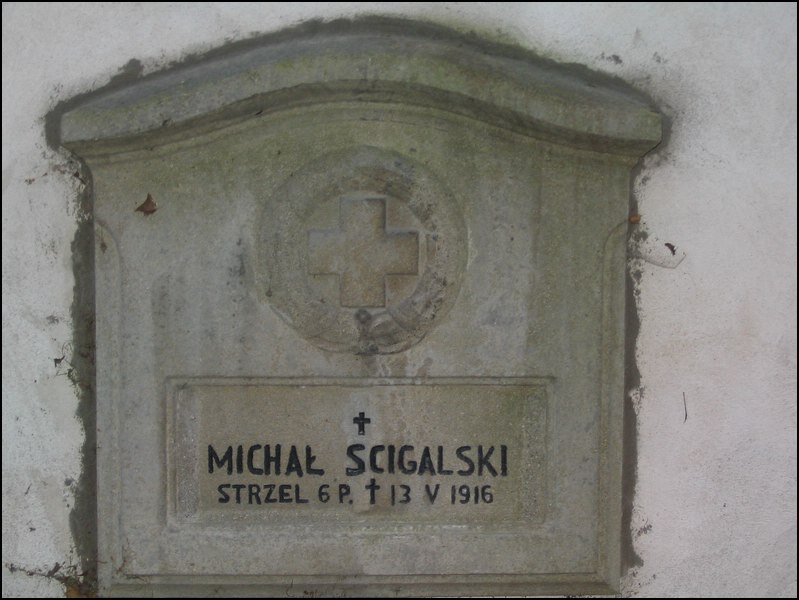 MICHAŁ SCIGALSKI
STRZEL 6 P. † 13 V 1916